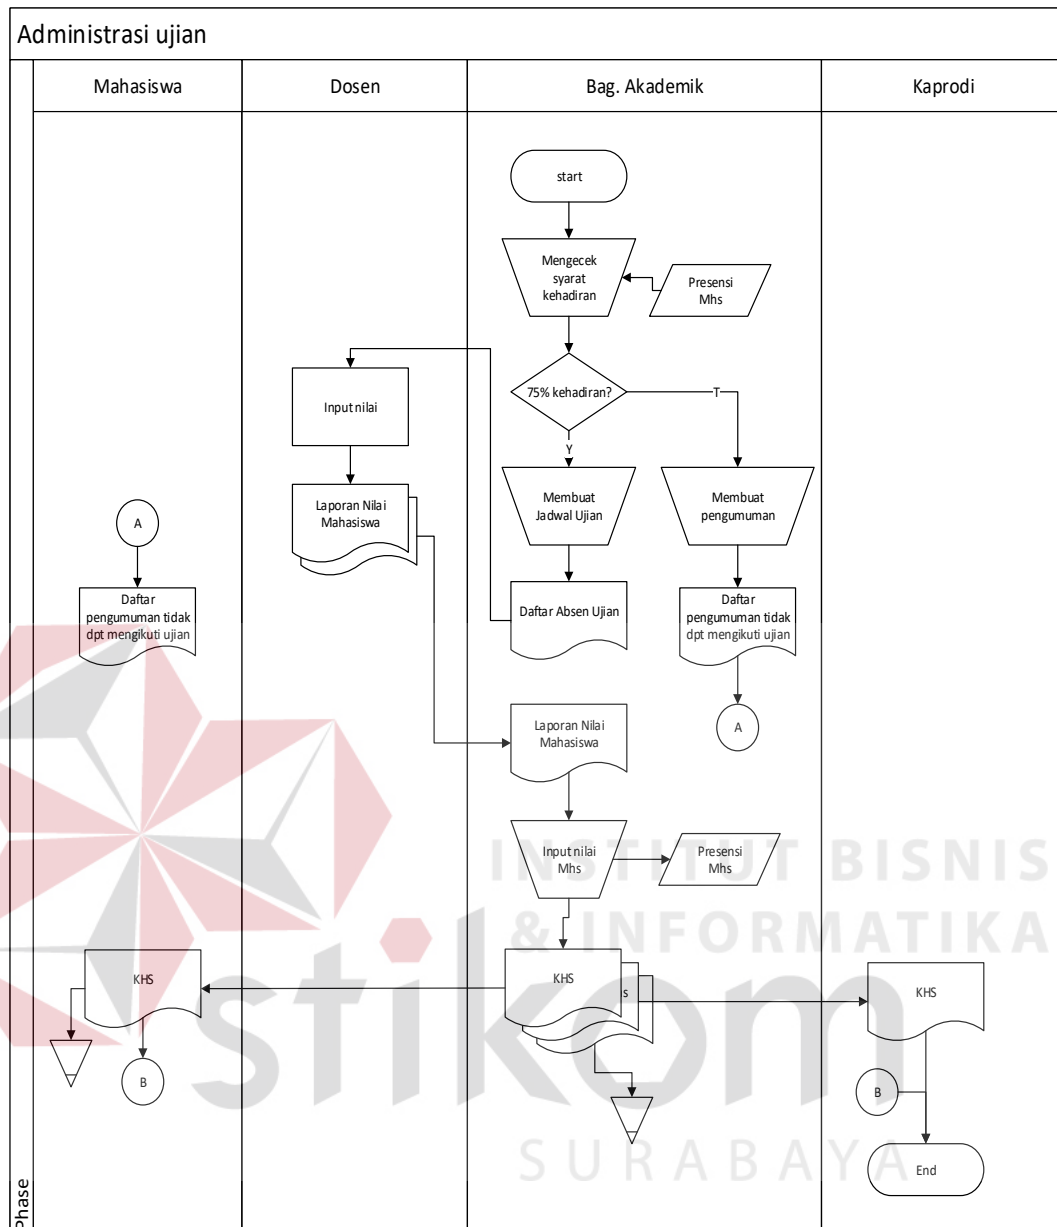 Administrasi ujian
Phase
Mahasiswa
Dosen
Bag. Akademik
Kaprodi
start
Mengecek
syarat
kehadiran
Presensi
Mhs
75% kehadiran?
T
Y
Input nilai
Laporan Nilai
Mahasiswa
Membuat
Jadwal Ujian
Membuat
pengumuman
A
Daftar
pengumuman tidak
dpt mengikuti ujian
Daftar Absen Ujian
Daftar
pengumuman tidak
dpt mengikuti ujian
A
Laporan Nilai
Mahasiswa
Input nilai
Mhs
Presensi
Mhs
KHS
KHS
s
KHS
B
B
End
INSTITUT BISNIS
& INFORMATIKA
stikom
SURABAYA